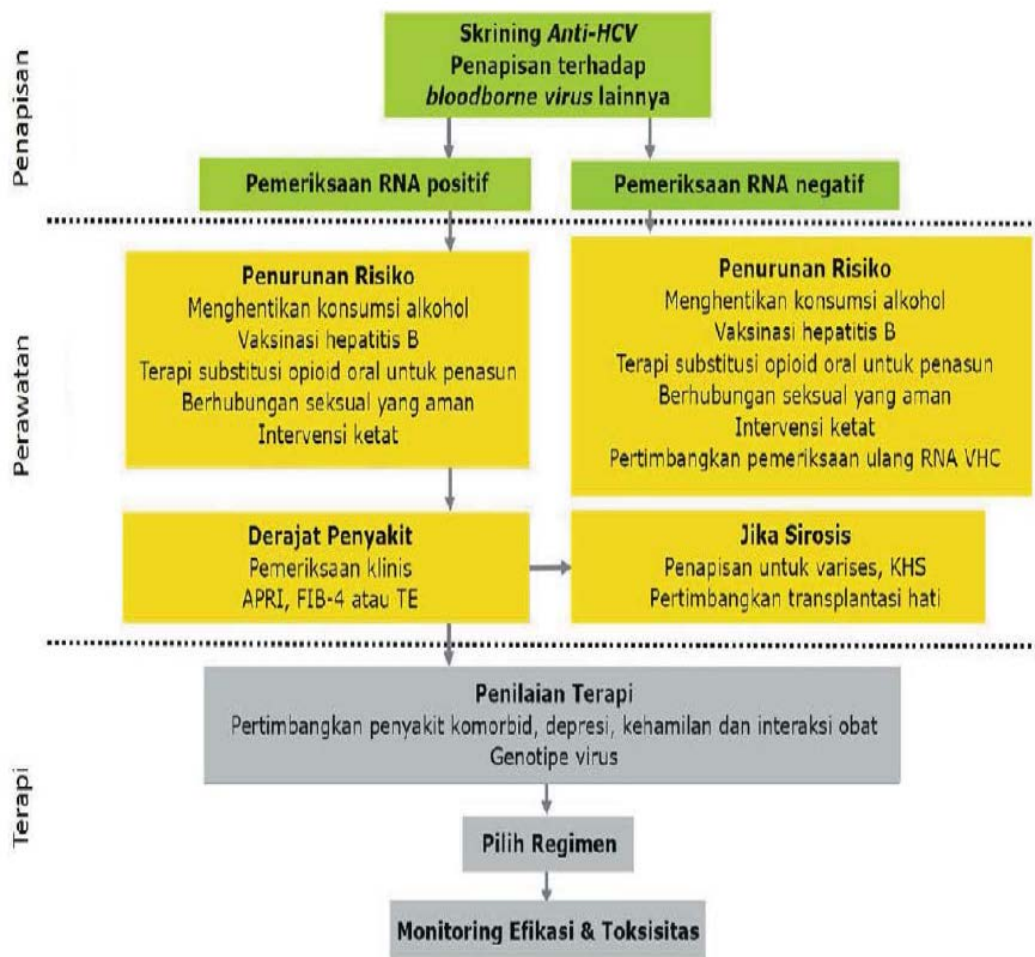 Penapisan
Skrining Anti-HCV
Penapisan terhadap
bloodborne virus lainnya
Pemeriksaan RNA positif
Pemeriksaan RNA negatif
Perawatan
Penurunan Risiko
Menghentikan konsumsi alkohol
Vaksinasi hepatitis B
Terapi substitusi opioid oral untuk penasun
Berhubungan seksual yang aman
Intervensi ketat
Penurunan Risiko
Menghentikan konsumsi alkohol
Vaksinasi hepatitis B
Terapi substitusi opioid oral untuk penasun
Berhubungan seksual yang aman
Intervensi ketat
Pertimbangkan pemeriksaan ulang RNA VHC
Derajat Penyakit
Pemeriksaan klinis
APRI, FIB-4 atau TE
Jika Sirosis
Penapisan untuk varises, KHS
Pertimbangkan transplantasi hati
Terapi
Penilaian Terapi
Pertimbangkan penyakit komorbid, depresi, kehamilan dan interaksi obat
Genotipe virus
Pilih Regimen
Monitoring Efikasi & Toksisitas